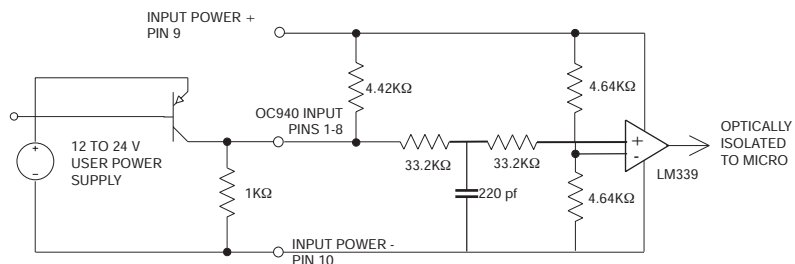 INPUT POWER +
PIN 9
4.42KΩ
4.64KΩ
OC940 INPUT
PINS 1-8
12 TO 24 V
USER POWER
SUPPLY
+
-
33.2KΩ
33.2KΩ
+
-
OPTICALLY
ISOLATED
TO MICRO
LM339
1KΩ
220 pf
4.64KΩ
INPUT POWER -
PIN 10